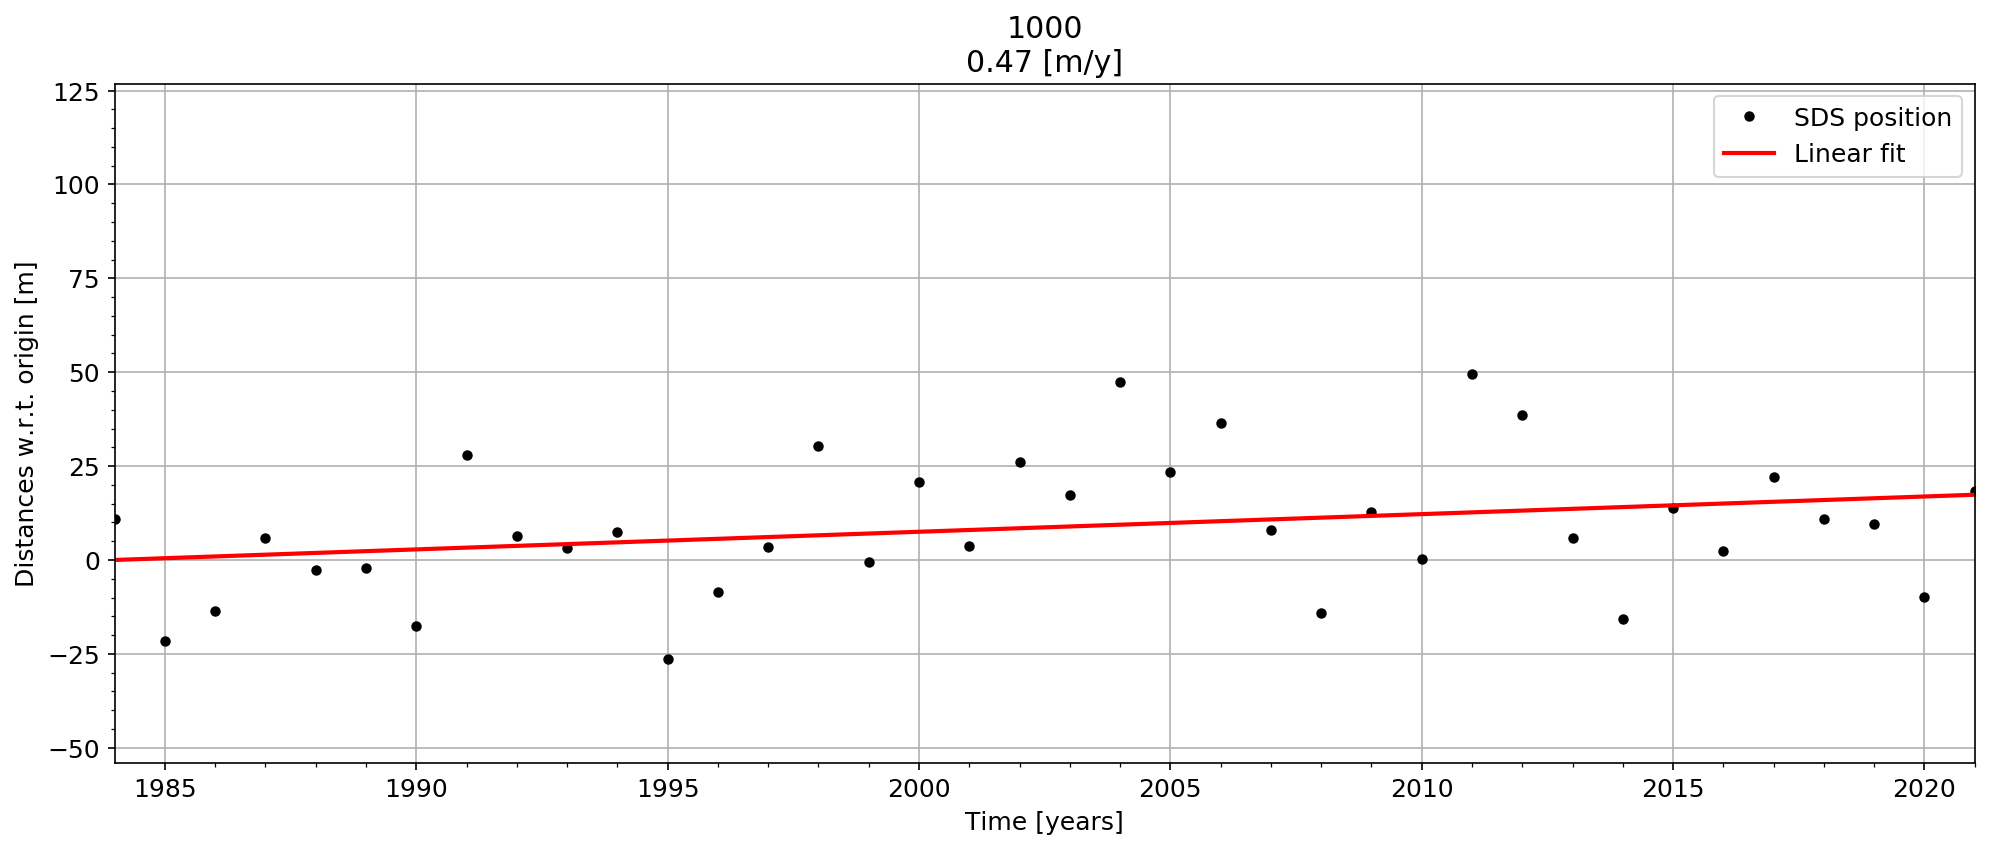 1000
0.47 [m/y]
125
100
75
50
25
0
−25
−50
Distances w.r.t. origin [m]
SDS position
Linear fit
1985 1990 1995 2000 2005 2010 2015 2020
Time [years]